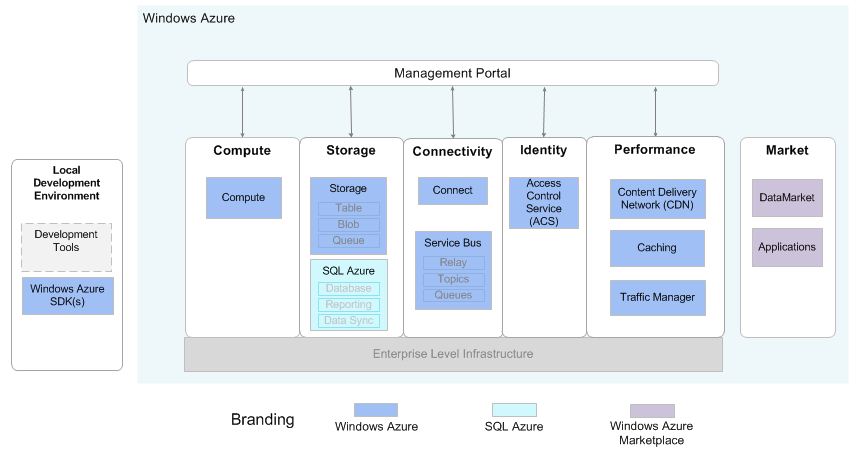 Windows Azure
Management Portal
Local
Development
Environment
Development
Tools
Windows Azure
SDK(s)
Compute
Compute
Storage
Storage
Table
Blob
Queue
SQL Azure
Database
Reporting
Data Sync
Connectivity
Connect
Service Bus
Relay
Topics
Queues
Identity
Access
Control
Service
(ACS)
Performance
Content Delivery
Network (CDN)
Caching
Traffic Manager
Market
DataMarket
Applications
Enterprise Level Infrastructure
Branding
Windows Azure
SQL Azure
Windows Azure
Marketplace